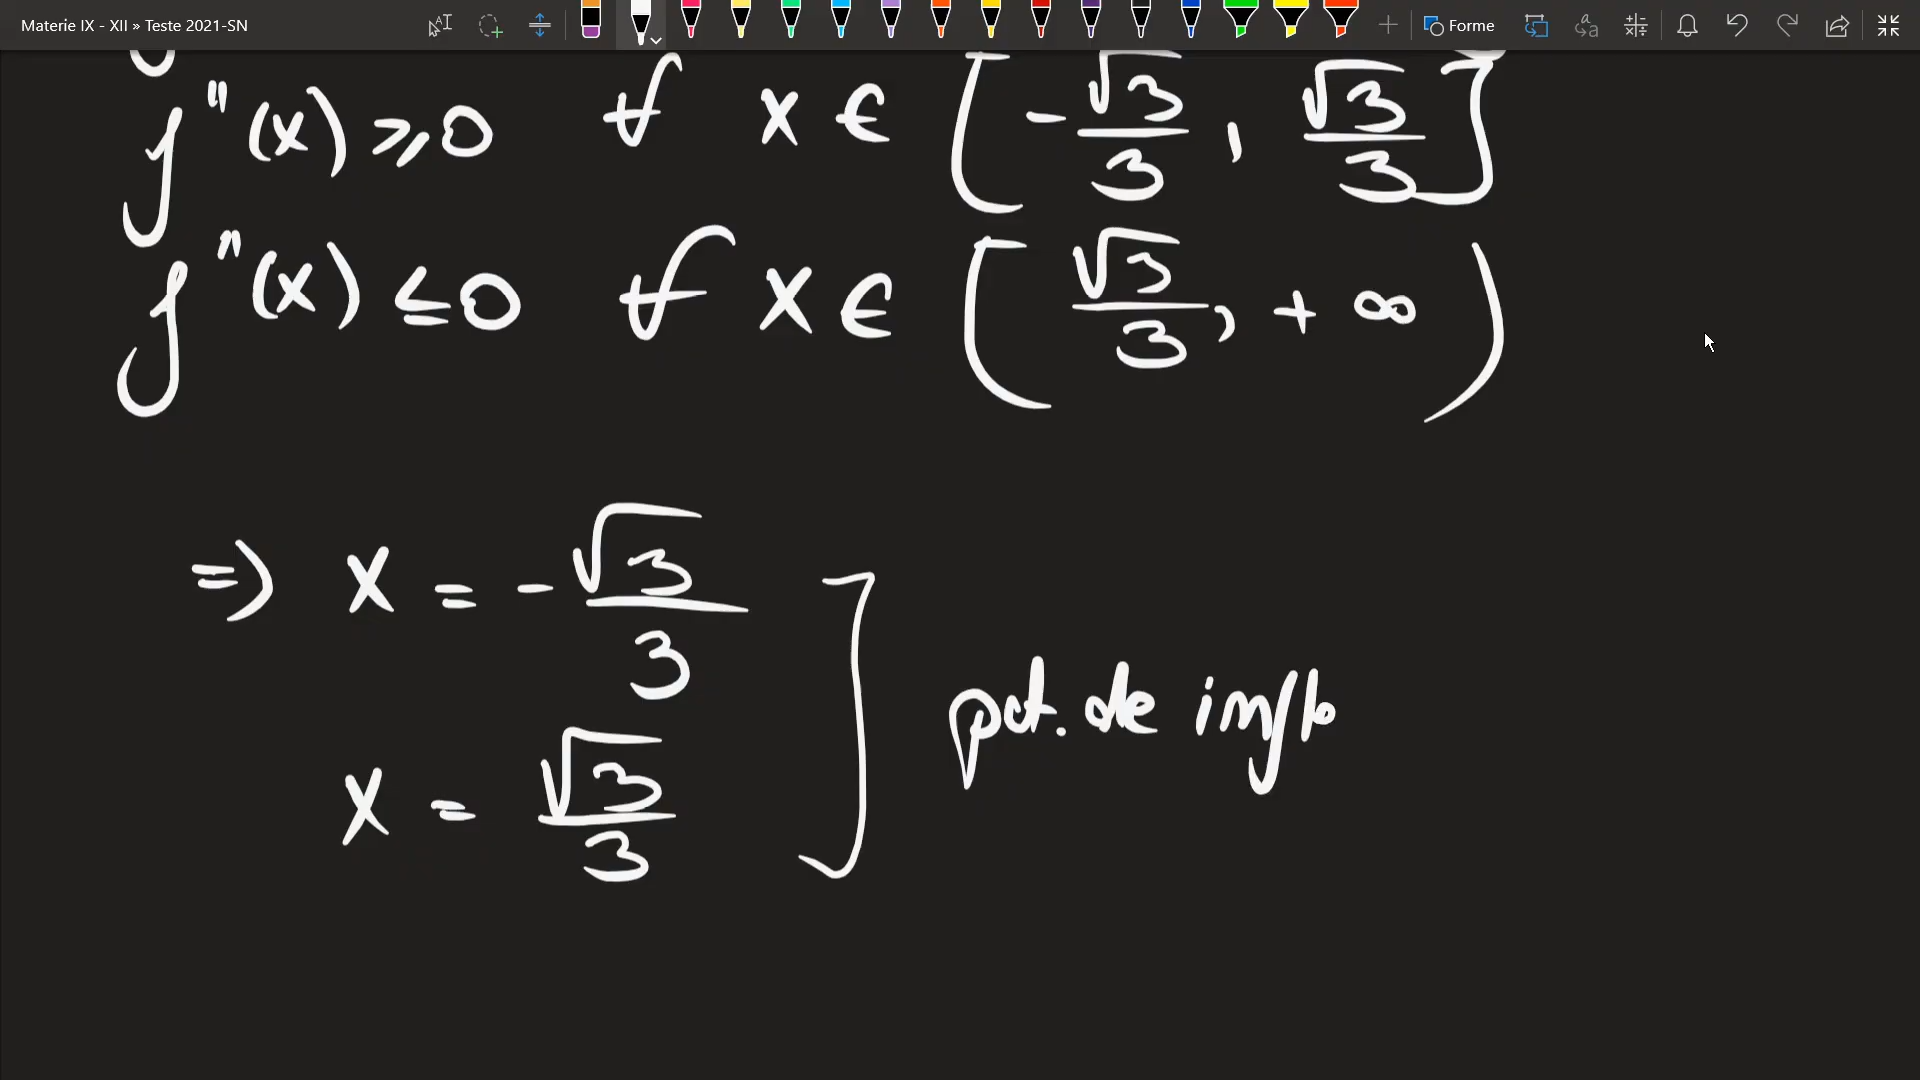 Materie IX - XII » Teste 2021-SN
Forme
f''(x) ⩾ 0 ∀ x ∈ [-√3/3, √3/3]
f''(x) ≤ 0 ∀ x ∈ [√3/3, +∞)
=> x = -√3/3
x = √3/3
] pct. de infle